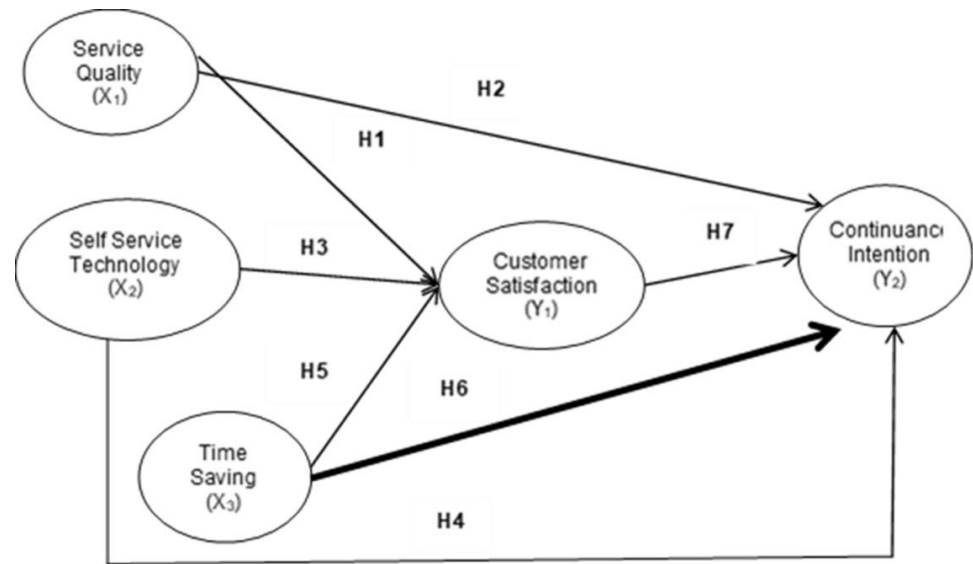 Service
Quality
(X₁)
H2
H1
Self Service
Technology
(X₂)
H3
Customer
Satisfaction
(Y₁)
H7
Continuanc
Intention
(Y₂)
H5
H6
Time
Saving
(X₃)
H4